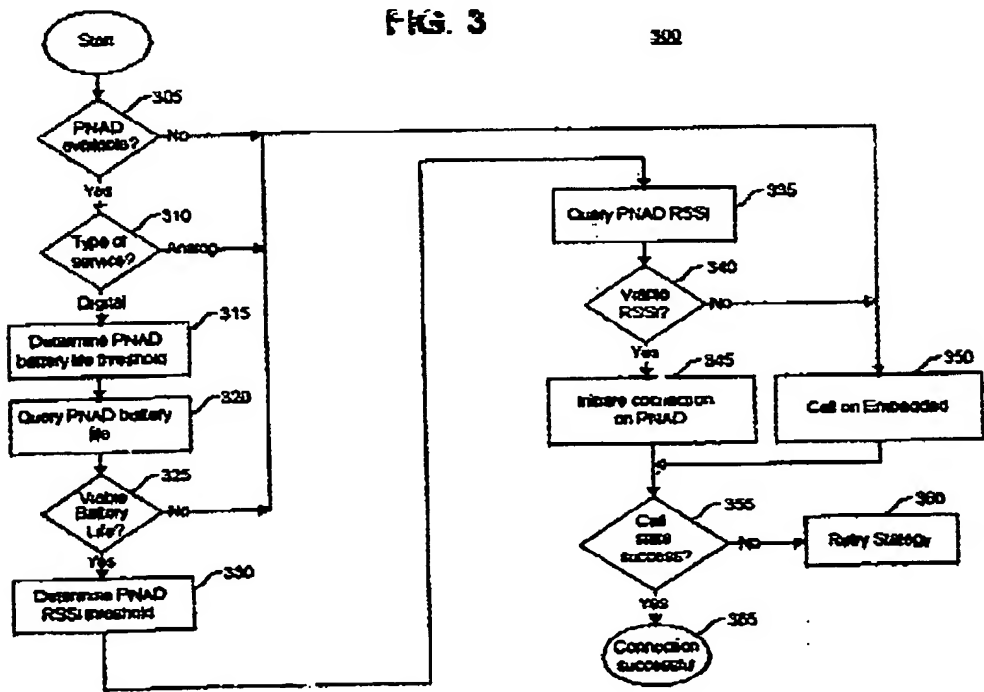 FIG. 3
300
Start
305
PNAD
available?
No
Yes
310
Type of
service?
Analog
Digital
315
Determine PNAD
battery life threshold
320
Query PNAD battery
life
325
Viable
Battery
Life?
No
Yes
330
Determine PNAD
RSSI threshold
335
Query PNAD RSSI
340
Viable
RSSI?
No
Yes
345
Initiate connection
on PNAD
350
Call on Embedded
355
Call
state
success?
No
360
Retry Stategy
Yes
365
Connection
successful